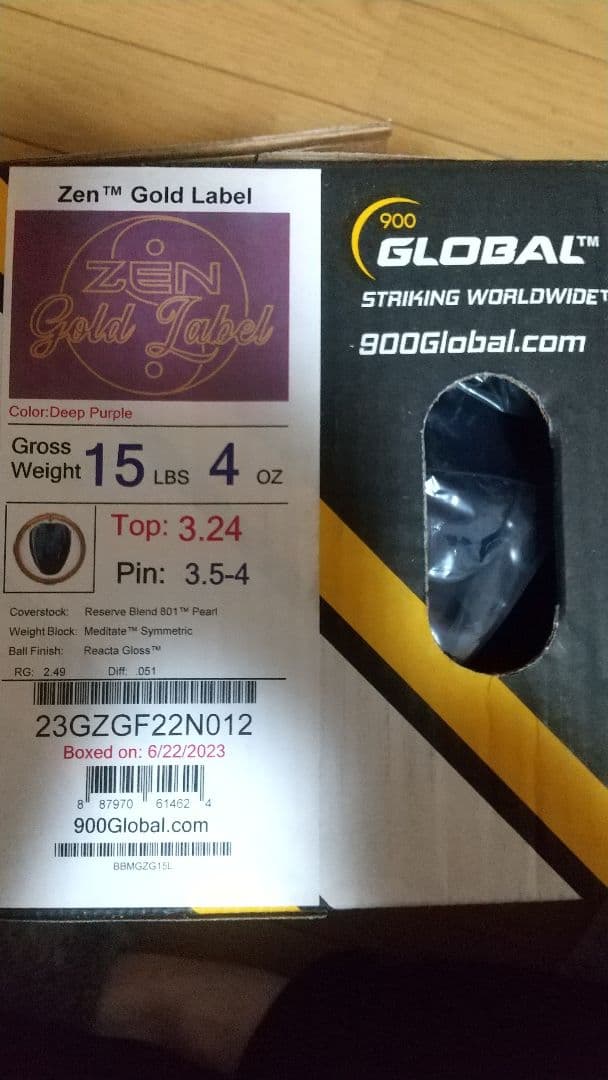 Zen™ Gold Label
ZEN
Gold Label
Color:Deep Purple
Gross Weight 15 LBS 4 OZ
Top: 3.24
Pin: 3.5-4
Coverstock: Reserve Blend 801™ Pearl
Weight Block: Meditate™ Symmetric
Ball Finish: Reacta Gloss™
RG: 2.49 Diff: .051
23GZGF22N012
Boxed on: 6/22/2023
8 87970 61462 4
900Global.com
BBMGZG15L
900
GLOBAL™
STRIKING WORLDWIDE™
900Global.com